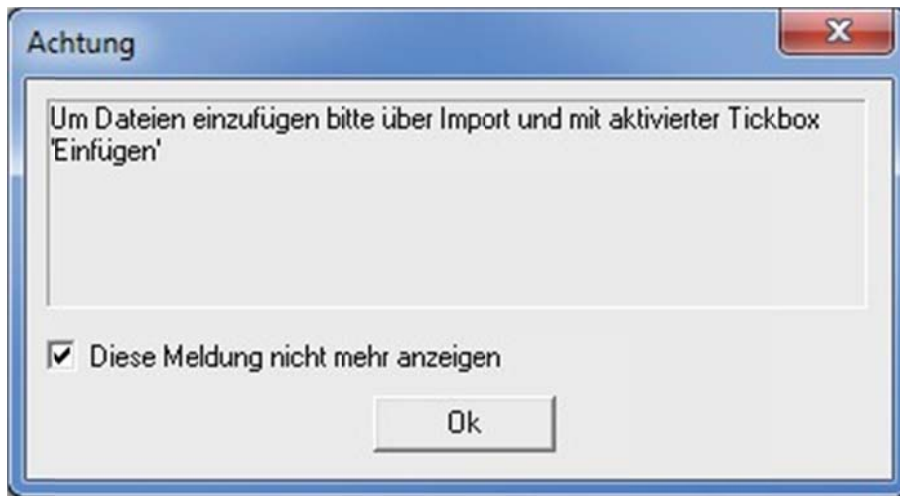 Achtung
Um Dateien einzufügen bitte über Import und mit aktivierter Tickbox
'Einfügen'
Diese Meldung nicht mehr anzeigen
Ok